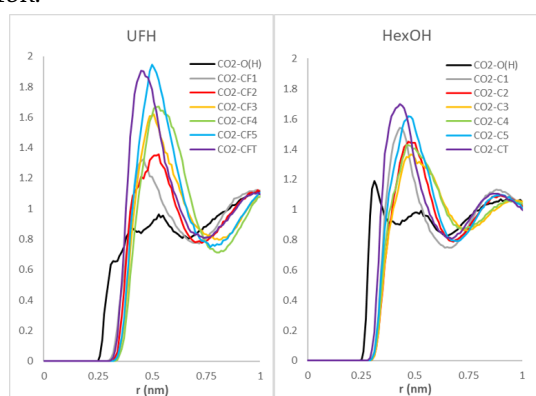 UFH
2
1.8
1.6
1.4
1.2
1
0.8
0.6
0.4
0.2
0
0 0.25 0.5 0.75 1
r (nm)
CO2-O(H)
CO2-CF1
CO2-CF2
CO2-CF3
CO2-CF4
CO2-CF5
CO2-CFT
HexOH
2
1.8
1.6
1.4
1.2
1
0.8
0.6
0.4
0.2
0
0 0.25 0.5 0.75 1
r (nm)
CO2-O(H)
CO2-C1
CO2-C2
CO2-C3
CO2-C4
CO2-C5
CO2-CT